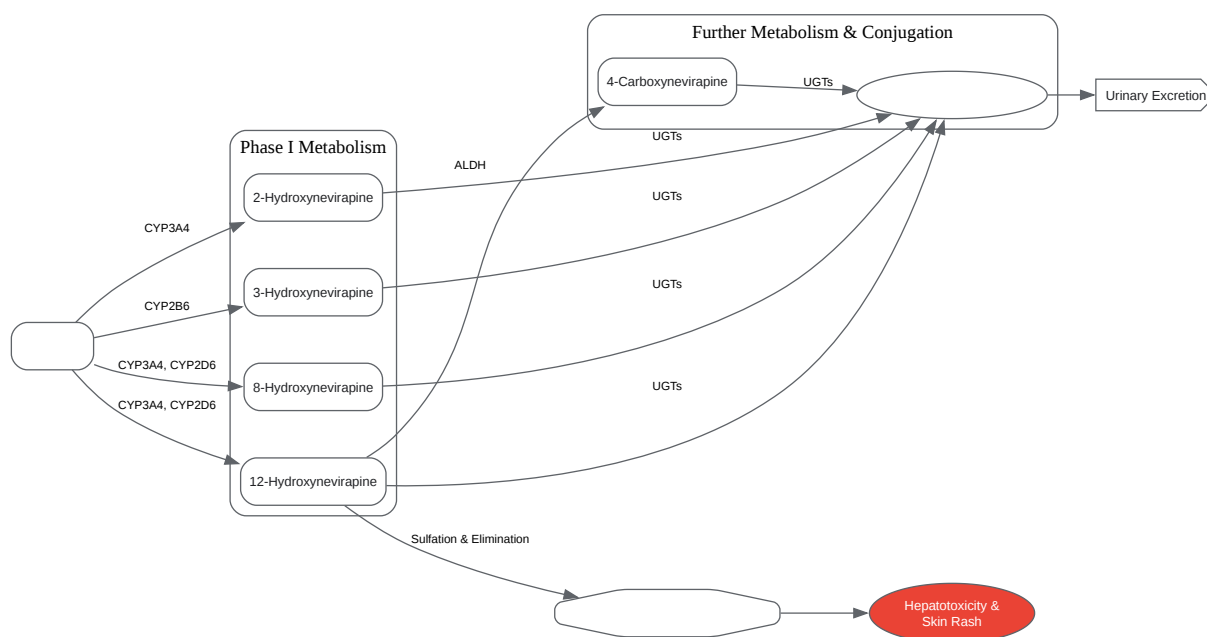 Further Metabolism & Conjugation
4-Carboxynevirapine
UGTs
Urinary Excretion
Phase I Metabolism
UGTs
ALDH
2-Hydroxynevirapine
UGTs
CYP3A4
3-Hydroxynevirapine
UGTs
CYP2B6
CYP3A4, CYP2D6
8-Hydroxynevirapine
UGTs
CYP3A4, CYP2D6
12-Hydroxynevirapine
Sulfation & Elimination
Hepatotoxicity &
Skin Rash